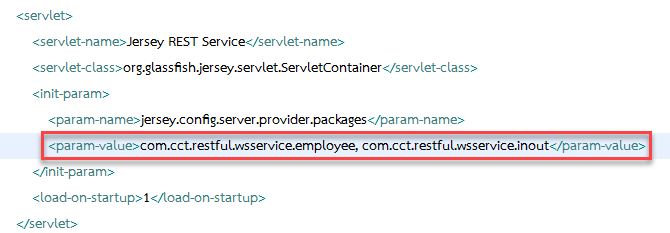 <servlet>
<servlet-name>Jersey REST Service</servlet-name>
<servlet-class>org.glassfish.jersey.servlet.ServletContainer</servlet-class>
<init-param>
<param-name>jersey.config.server.provider.packages</param-name>
<param-value>com.cct.restful.wsservice.employee, com.cct.restful.wsservice.inout</param-value>
</init-param>
<load-on-startup>1</load-on-startup>
</servlet>